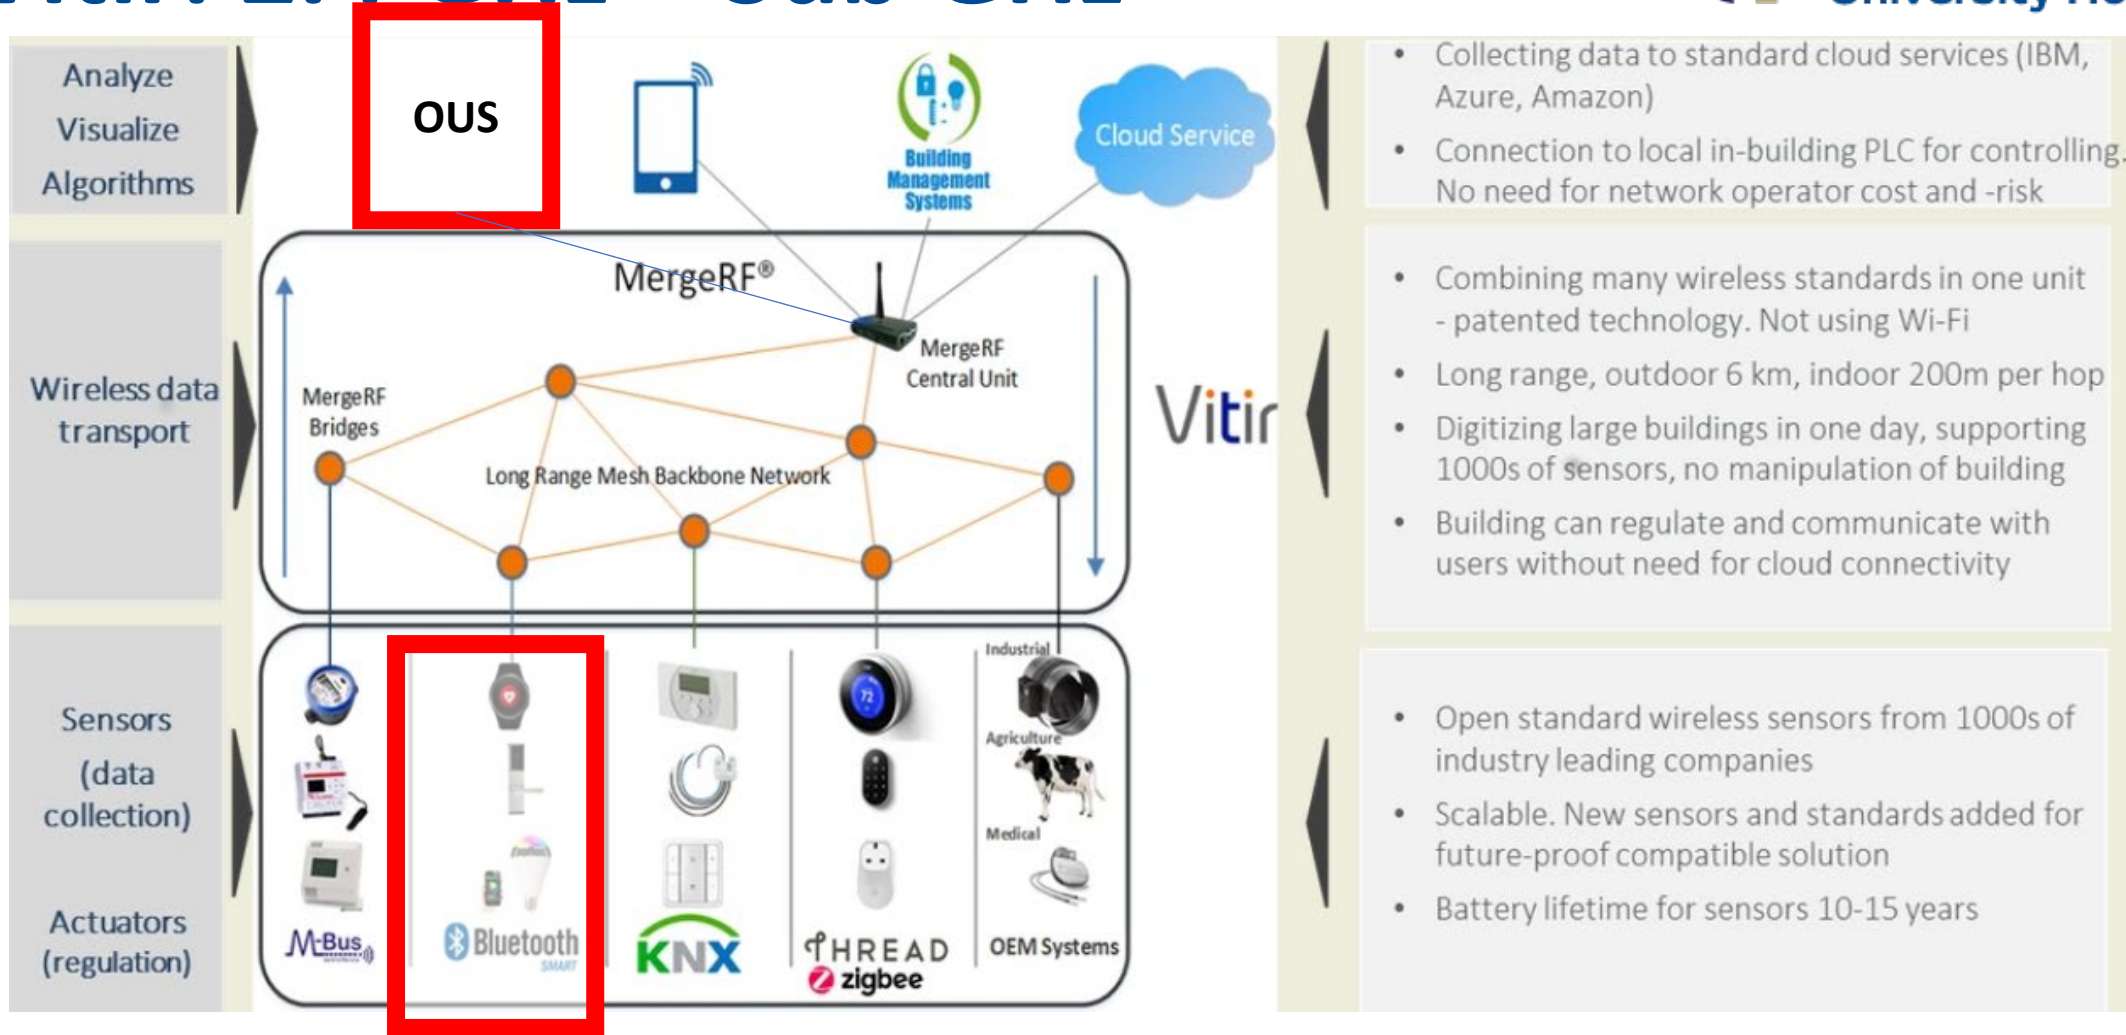 Analyze
Visualize
Algorithms
OUS
Building
Management
Systems
Cloud Service
• Collecting data to standard cloud services (IBM,
Azure, Amazon)
• Connection to local in-building PLC for controlling.
No need for network operator cost and -risk
Wireless data
transport
MergeRF®
MergeRF
Central Unit
MergeRF
Bridges
Long Range Mesh Backbone Network
• Combining many wireless standards in one unit
- patented technology. Not using Wi-Fi
• Long range, outdoor 6 km, indoor 200m per hop
• Digitizing large buildings in one day, supporting
1000s of sensors, no manipulation of building
• Building can regulate and communicate with
users without need for cloud connectivity
Sensors
(data
collection)
Actuators
(regulation)
Industrial
72
Agriculture
Medical
M-Bus
Bluetooth
SMART
KNX
THREAD
zigbee
OEM Systems
• Open standard wireless sensors from 1000s of
industry leading companies
• Scalable. New sensors and standards added for
future-proof compatible solution
• Battery lifetime for sensors 10-15 years